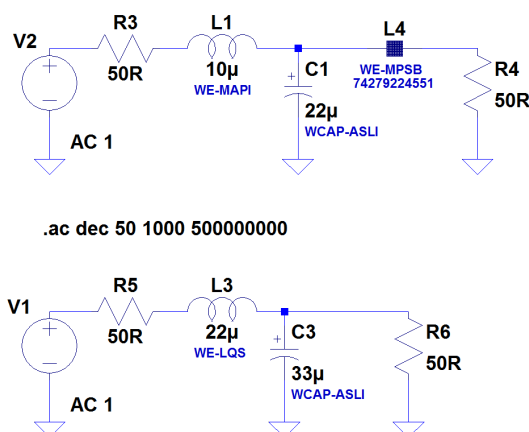 V2
R3
50R
L1
10µ
WE-MAPI
C1
22µ
WCAP-ASLI
L4
WE-MPSB
74279224551
R4
50R
AC 1
.ac dec 50 1000 500000000
V1
R5
50R
L3
22µ
WE-LQS
C3
33µ
WCAP-ASLI
R6
50R
AC 1